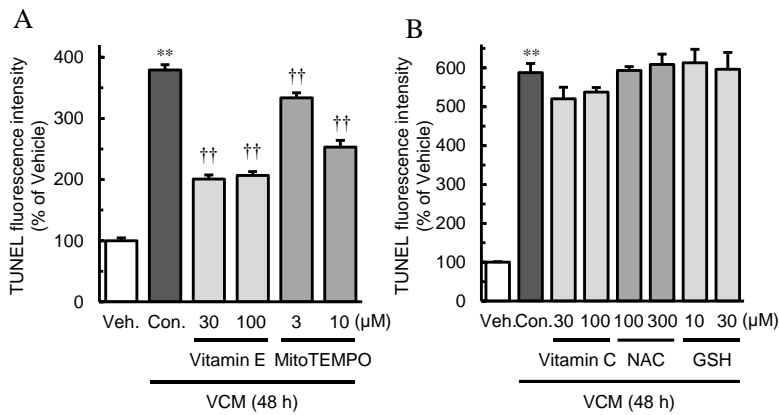 A
TUNEL fluorescence intensity
(% of Vehicle)
400
300
200
100
0
**
††
††
††
††
Veh.
Con.
30
100
3
10
(μM)
Vitamin E
MitoTEMPO
VCM (48 h)
B
TUNEL fluorescence intensity
(% of Vehicle)
600
500
400
300
200
100
0
**
Veh.
Con.
30
100
100
300
10
30
(μM)
Vitamin C
NAC
GSH
VCM (48 h)